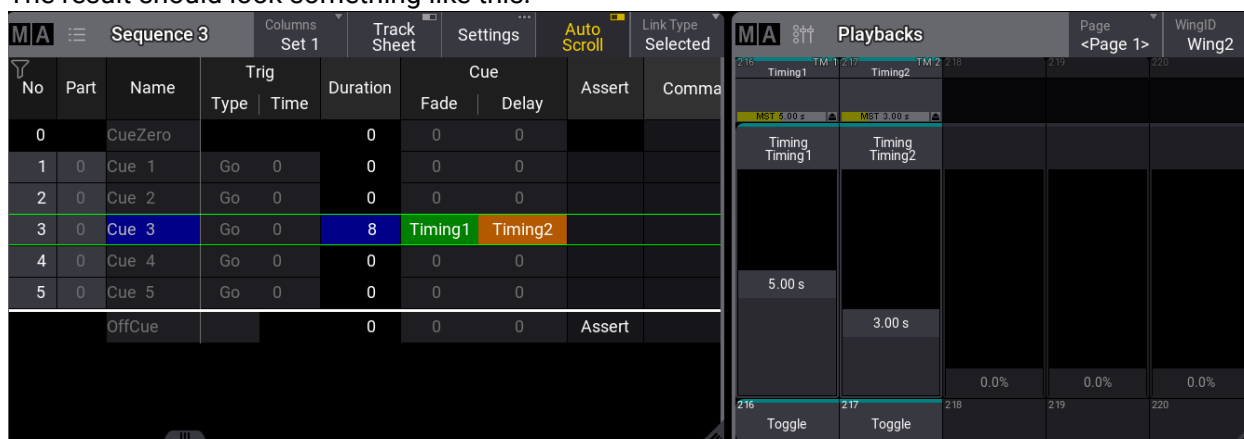 The result should look something like this:
MA Sequence 3 Columns Set 1 Track Sheet Settings Auto Scroll Link Type Selected
No Part Name Trig Type Time Duration Cue Fade Delay Assert Comma
0 CueZero 0 0 0
1 0 Cue 1 Go 0 0 0 0
2 0 Cue 2 Go 0 0 0 0
3 0 Cue 3 Go 0 8 Timing1 Timing2
4 0 Cue 4 Go 0 0 0 0
5 0 Cue 5 Go 0 0 0 0
OffCue 0 0 0 Assert
MA Playbacks Page <Page 1> WingID Wing2
216 TM 1 217 TM 2 218 219 220
Timing1 Timing2
MST 5.00 s MST 3.00 s
Timing Timing
Timing1 Timing2
5.00 s
3.00 s
0.0% 0.0% 0.0%
216 217 218 219 220
Toggle Toggle